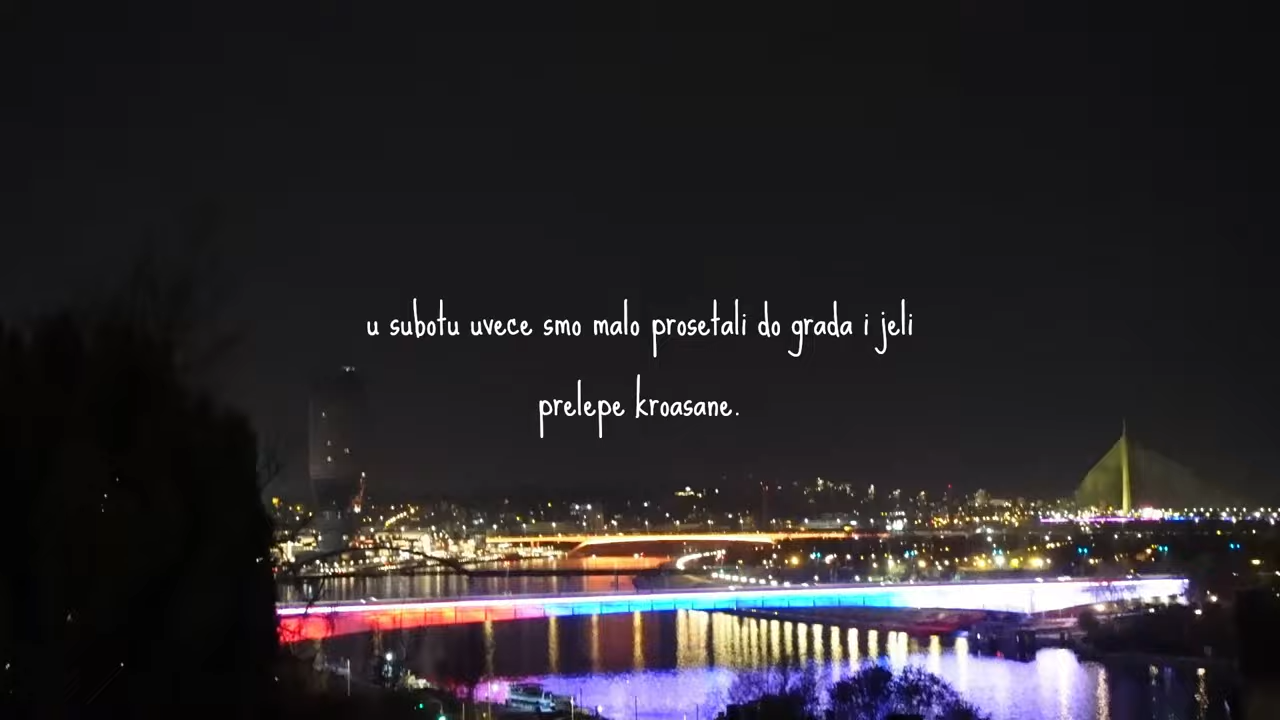 u subotu uvece smo malo prosetali do grada i jeli
prelepe kroasane.